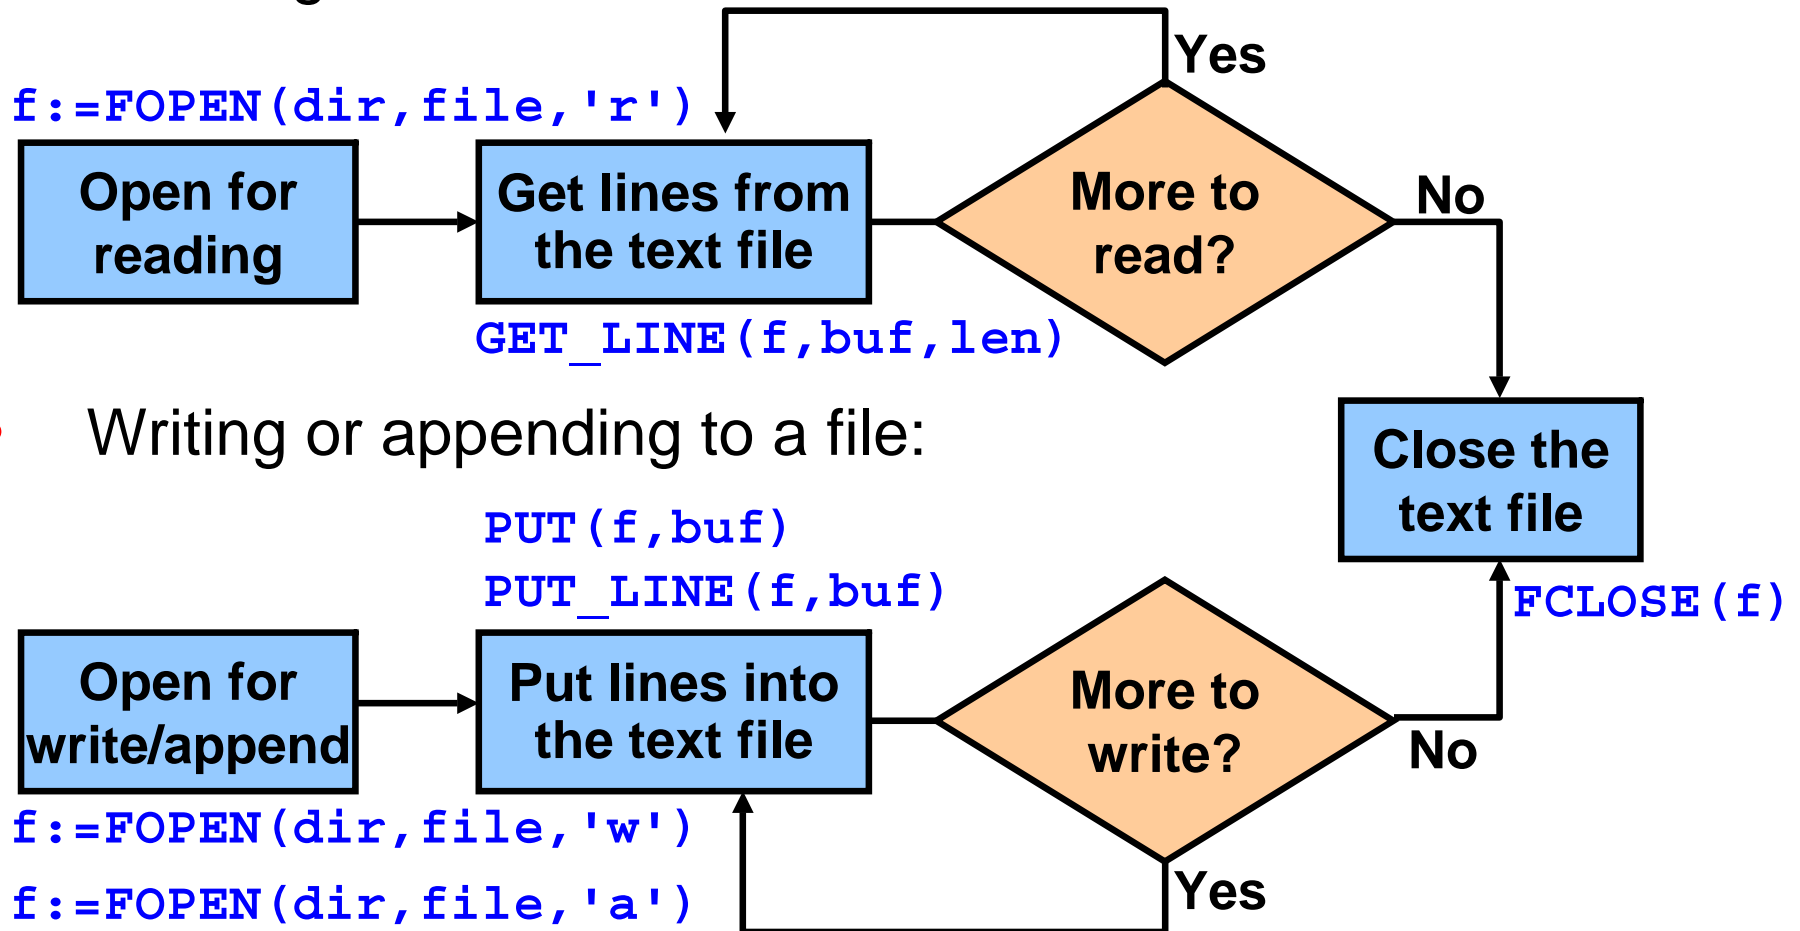 Yes
f:=FOPEN(dir,file,'r')
Open for
reading
Get lines from
the text file
More to
read?
No
GET_LINE(f,buf,len)
Writing or appending to a file:
Close the
text file
PUT(f,buf)
PUT_LINE(f,buf)
FCLOSE(f)
Open for
write/append
Put lines into
the text file
More to
write?
No
f:=FOPEN(dir,file,'w')
f:=FOPEN(dir,file,'a')
Yes